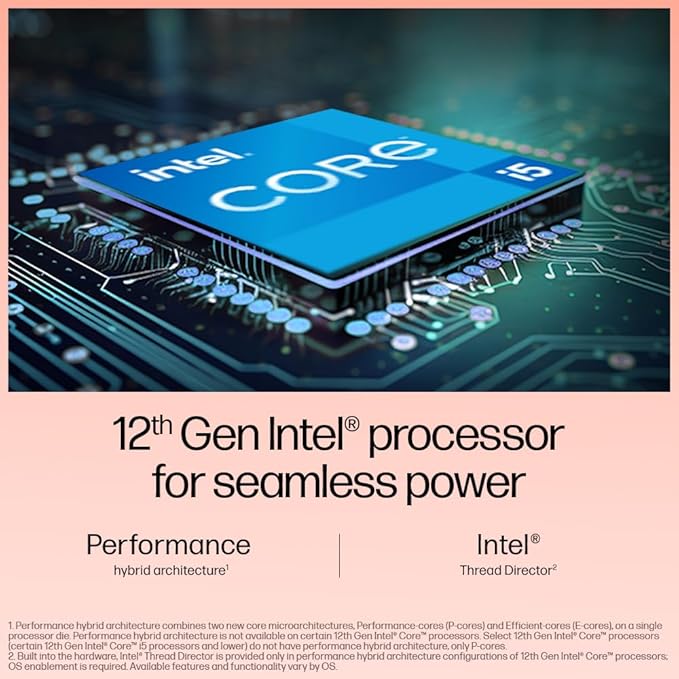 intel.
CORE™
i5
12th Gen Intel® processor
for seamless power
Performance
hybrid architecture¹
Intel®
Thread Director²
1. Performance hybrid architecture combines two new core microarchitectures, Performance-cores (P-cores) and Efficient-cores (E-cores), on a single
processor die. Performance hybrid architecture is not available on certain 12th Gen Intel® Core™ processors. Select 12th Gen Intel® Core™ processors
(certain 12th Gen Intel® Core™ i5 processors and lower) do not have performance hybrid architecture, only P-cores.
2. Built into the hardware, Intel® Thread Director is provided only in performance hybrid architecture configurations of 12th Gen Intel® Core™ processors;
OS enablement is required. Available features and functionality vary by OS.